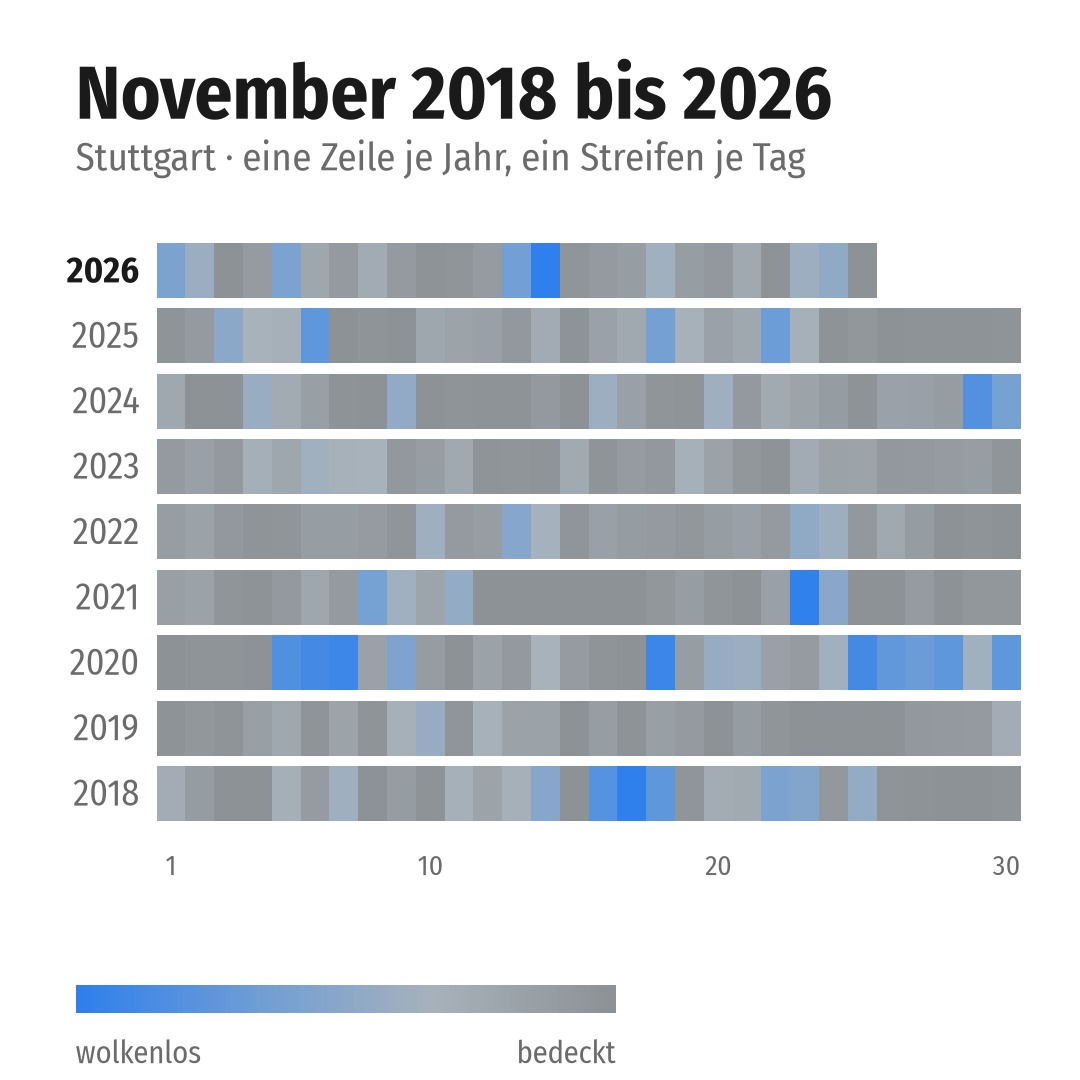 November 2018 bis 2026
Stuttgart · eine Zeile je Jahr, ein Streifen je Tag
2026
2025
2024
2023
2022
2021
2020
2019
2018
1 10 20 30
wolkenlos bedeckt